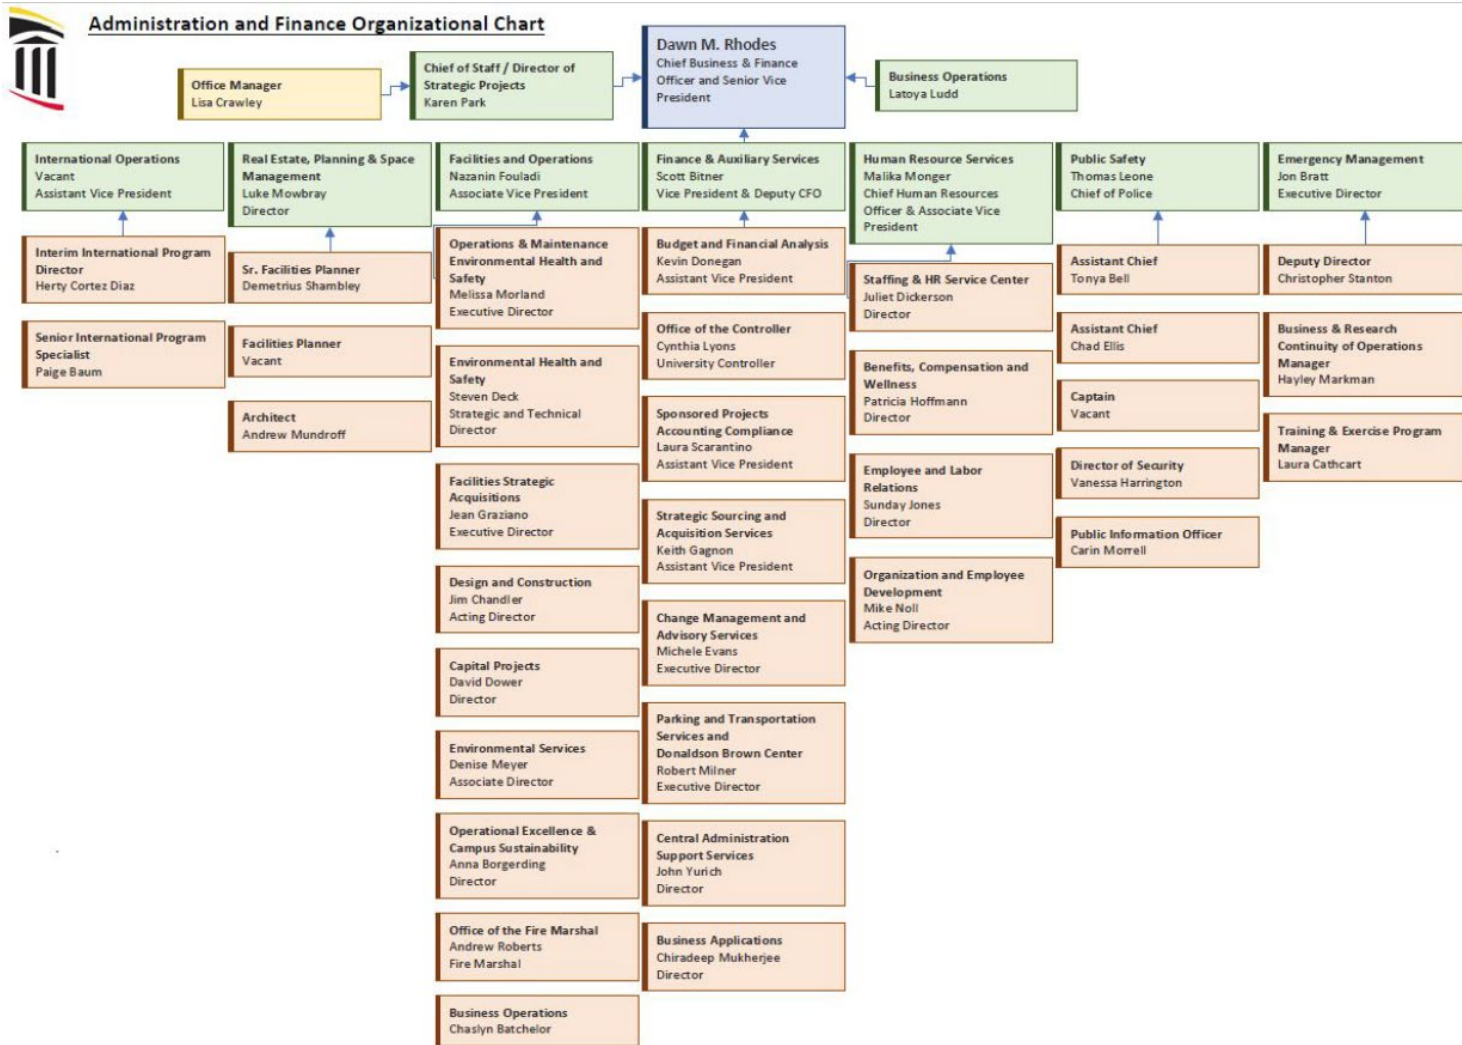 Administration and Finance Organizational Chart
Dawn M. Rhodes
Chief Business & Finance
Officer and Senior Vice
President
Office Manager
Lisa Crawley
Chief of Staff / Director of
Strategic Projects
Karen Park
Business Operations
Latoya Ludd
International Operations
Vacant
Assistant Vice President
Interim International Program
Director
Herty Cortez Diaz
Senior International Program
Specialist
Paige Baum
Real Estate, Planning & Space
Management
Luke Mowbray
Director
Sr. Facilities Planner
Demetrius Shambley
Facilities Planner
Vacant
Architect
Andrew Mundroff
Facilities and Operations
Nazanin Fouladi
Associate Vice President
Operations & Maintenance
Environmental Health and
Safety
Melissa Morland
Executive Director
Environmental Health and
Safety
Steven Deck
Strategic and Technical
Director
Facilities Strategic
Acquisitions
Jean Graziano
Executive Director
Design and Construction
Jim Chandler
Acting Director
Capital Projects
David Dower
Director
Environmental Services
Denise Meyer
Associate Director
Operational Excellence &
Campus Sustainability
Anna Borgerding
Director
Office of the Fire Marshal
Andrew Roberts
Fire Marshal
Business Operations
Chaslyn Batchelor
Finance & Auxiliary Services
Scott Bitner
Vice President & Deputy CFO
Budget and Financial Analysis
Kevin Donegan
Assistant Vice President
Office of the Controller
Cynthia Lyons
University Controller
Sponsored Projects
Accounting Compliance
Laura Scarantino
Assistant Vice President
Strategic Sourcing and
Acquisition Services
Keith Gagnon
Assistant Vice President
Change Management and
Advisory Services
Michele Evans
Executive Director
Parking and Transportation
Services and
Donaldson Brown Center
Robert Milner
Executive Director
Central Administration
Support Services
John Yurich
Director
Business Applications
Chiradeep Mukherjee
Director
Human Resource Services
Malika Monger
Chief Human Resources
Officer & Associate Vice
President
Staffing & HR Service Center
Juliet Dickerson
Director
Benefits, Compensation and
Wellness
Patricia Hoffmann
Director
Employee and Labor
Relations
Sunday Jones
Director
Organization and Employee
Development
Mike Noll
Acting Director
Public Safety
Thomas Leone
Chief of Police
Assistant Chief
Tonya Bell
Assistant Chief
Chad Ellis
Captain
Vacant
Director of Security
Vanessa Harrington
Public Information Officer
Carin Morrell
Emergency Management
Jon Bratt
Executive Director
Deputy Director
Christopher Stanton
Business & Research
Continuity of Operations
Manager
Hayley Markman
Training & Exercise Program
Manager
Laura Cathcart